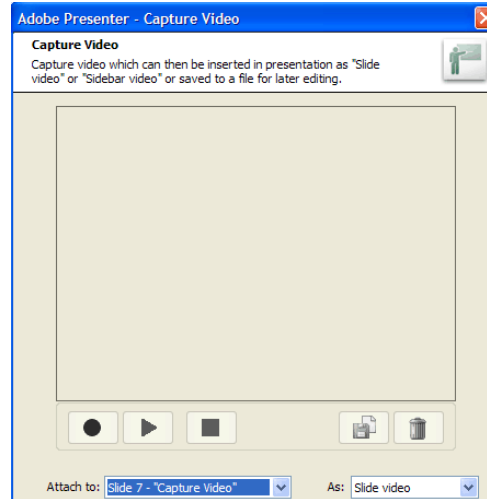 Adobe Presenter - Capture Video
Capture Video
Capture video which can then be inserted in presentation as "Slide
video" or "Sidebar video" or saved to a file for later editing.
Attach to: Slide 7 - "Capture Video" As: Slide video